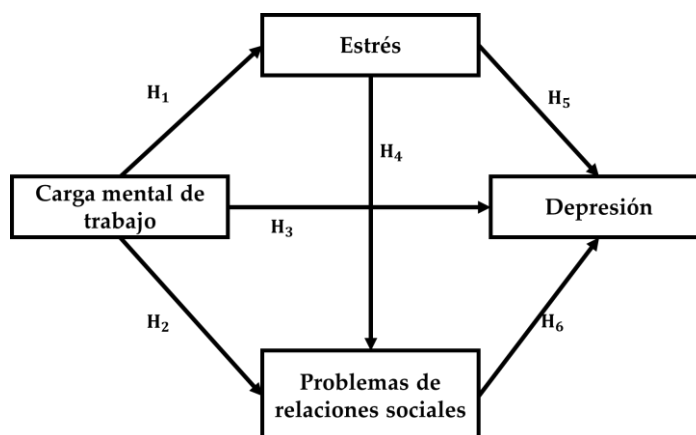 Estrés
H₁
H₅
H₄
Carga mental de
trabajo
Depresión
H₃
H₂
H₆
Problemas de
relaciones sociales